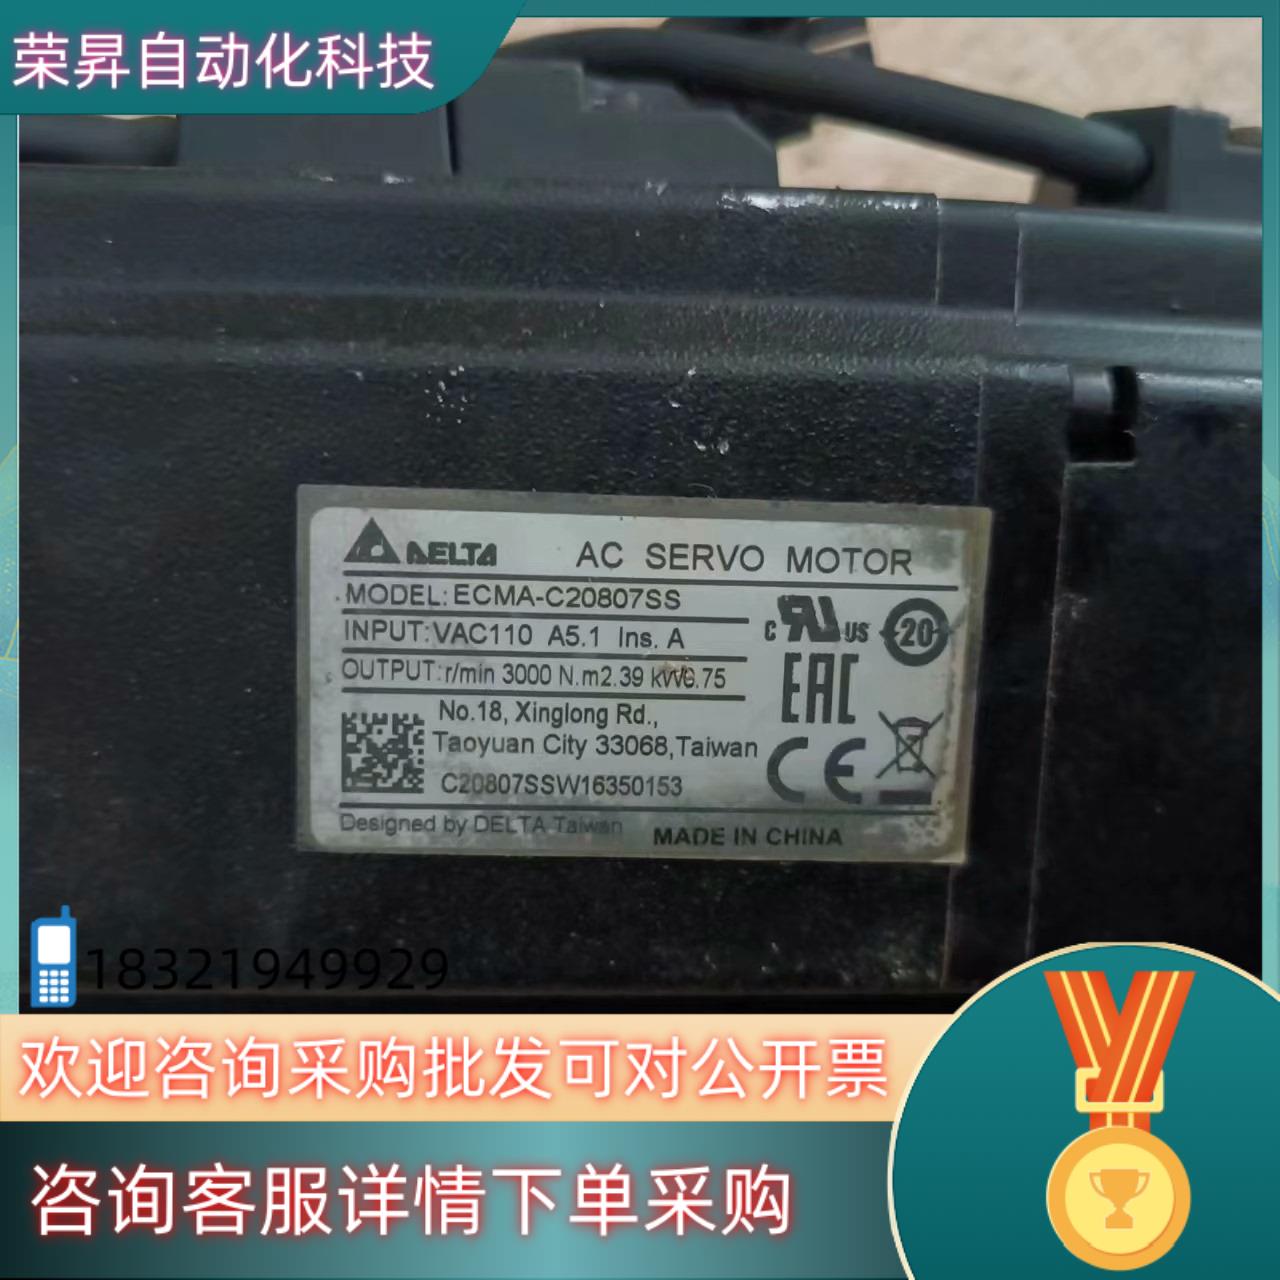 荣昇自动化科技
DELTA AC SERVO MOTOR
MODEL: ECMA-C20807SS
INPUT: VAC110 A5.1 Ins. A
OUTPUT: r/min 3000 N.m2.39 kW0.75
C US
20
EAC
No.18, Xinglong Rd.,
Taoyuan City 33068,Taiwan
C20807SSW16350153
CE
Designed by DELTA Taiwan
MADE IN CHINA
18321949929
欢迎咨询采购批发可对公开票
咨询客服详情下单采购